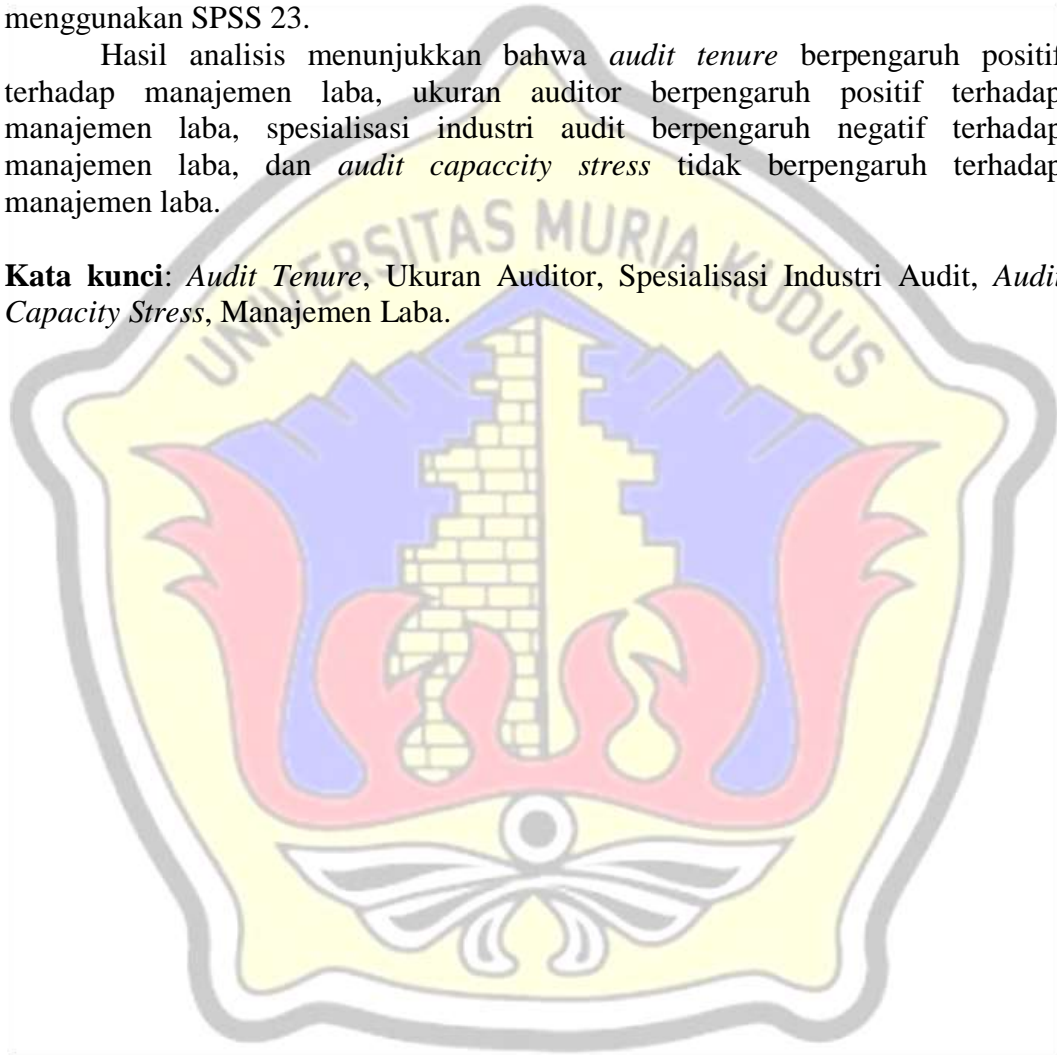 menggunakan SPSS 23.
Hasil analisis menunjukkan bahwa audit tenure berpengaruh positif
terhadap manajemen laba, ukuran auditor berpengaruh positif terhadap
manajemen laba, spesialisasi industri audit berpengaruh negatif terhadap
manajemen laba, dan audit capaccity stress tidak berpengaruh terhadap
manajemen laba.
Kata kunci: Audit Tenure, Ukuran Auditor, Spesialisasi Industri Audit, Audit
Capacity Stress, Manajemen Laba.
UNIVERSITAS MURIA KUDUS